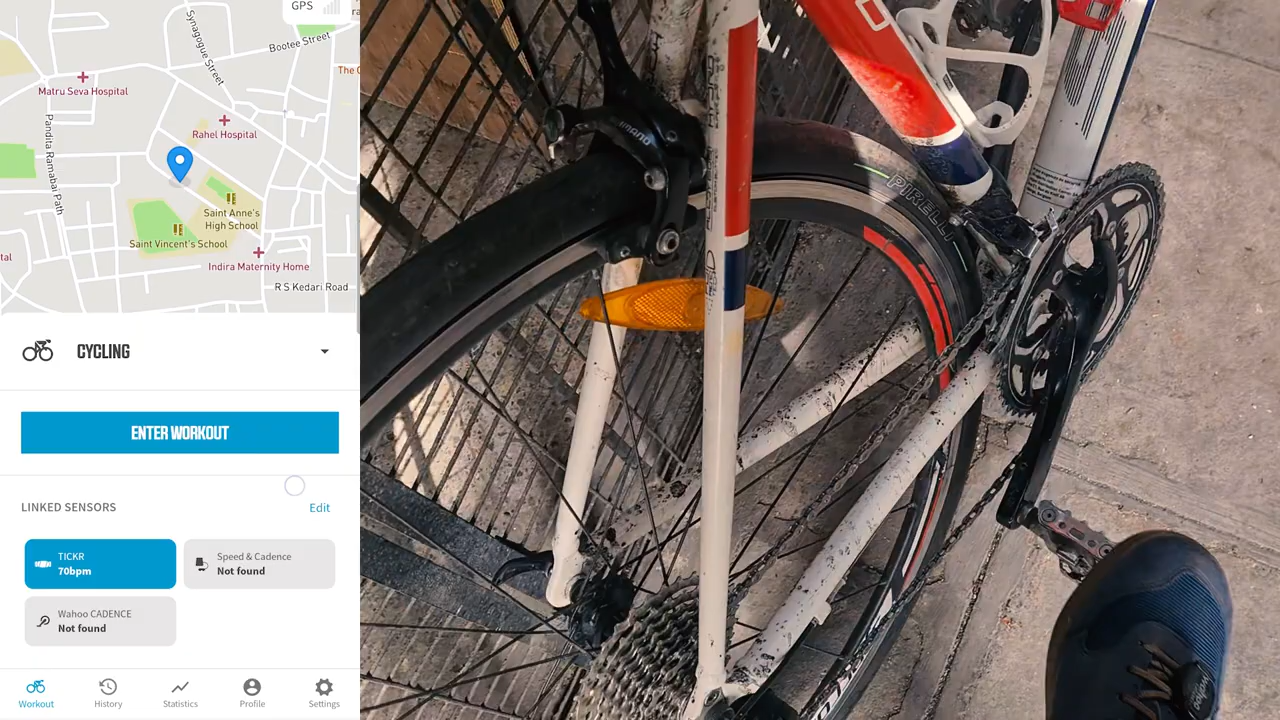 GPS
Synagogue Street
Bootee Street
Matru Seva Hospital
Rahel Hospital
Pandita Ramabai Path
Saint Anne's
High School
Saint Vincent's School
Indira Maternity Home
R S Kedari Road
CYCLING
ENTER WORKOUT
LINKED SENSORS
Edit
TICKR
70bpm
Speed & Cadence
Not found
Wahoo CADENCE
Not found
Workout
History
Statistics
Profile
Settings
PIRELLI
wahoo